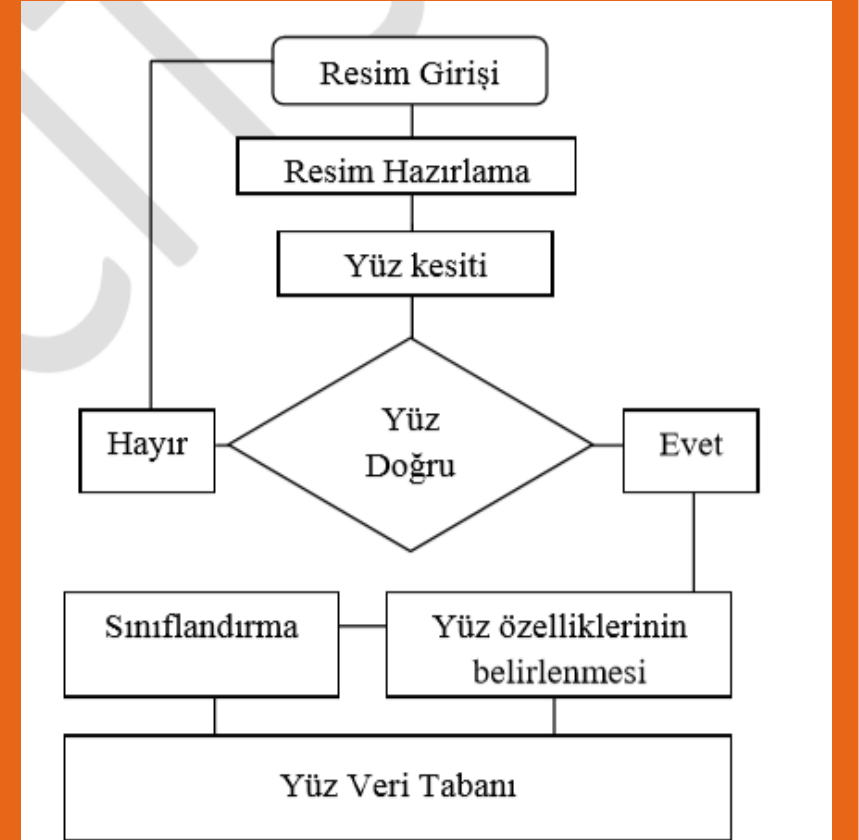 Resim Girişi
Resim Hazırlama
Yüz kesiti
Yüz
Doğru
Hayır
Evet
Sınıflandırma
Yüz özelliklerinin
belirlenmesi
Yüz Veri Tabanı